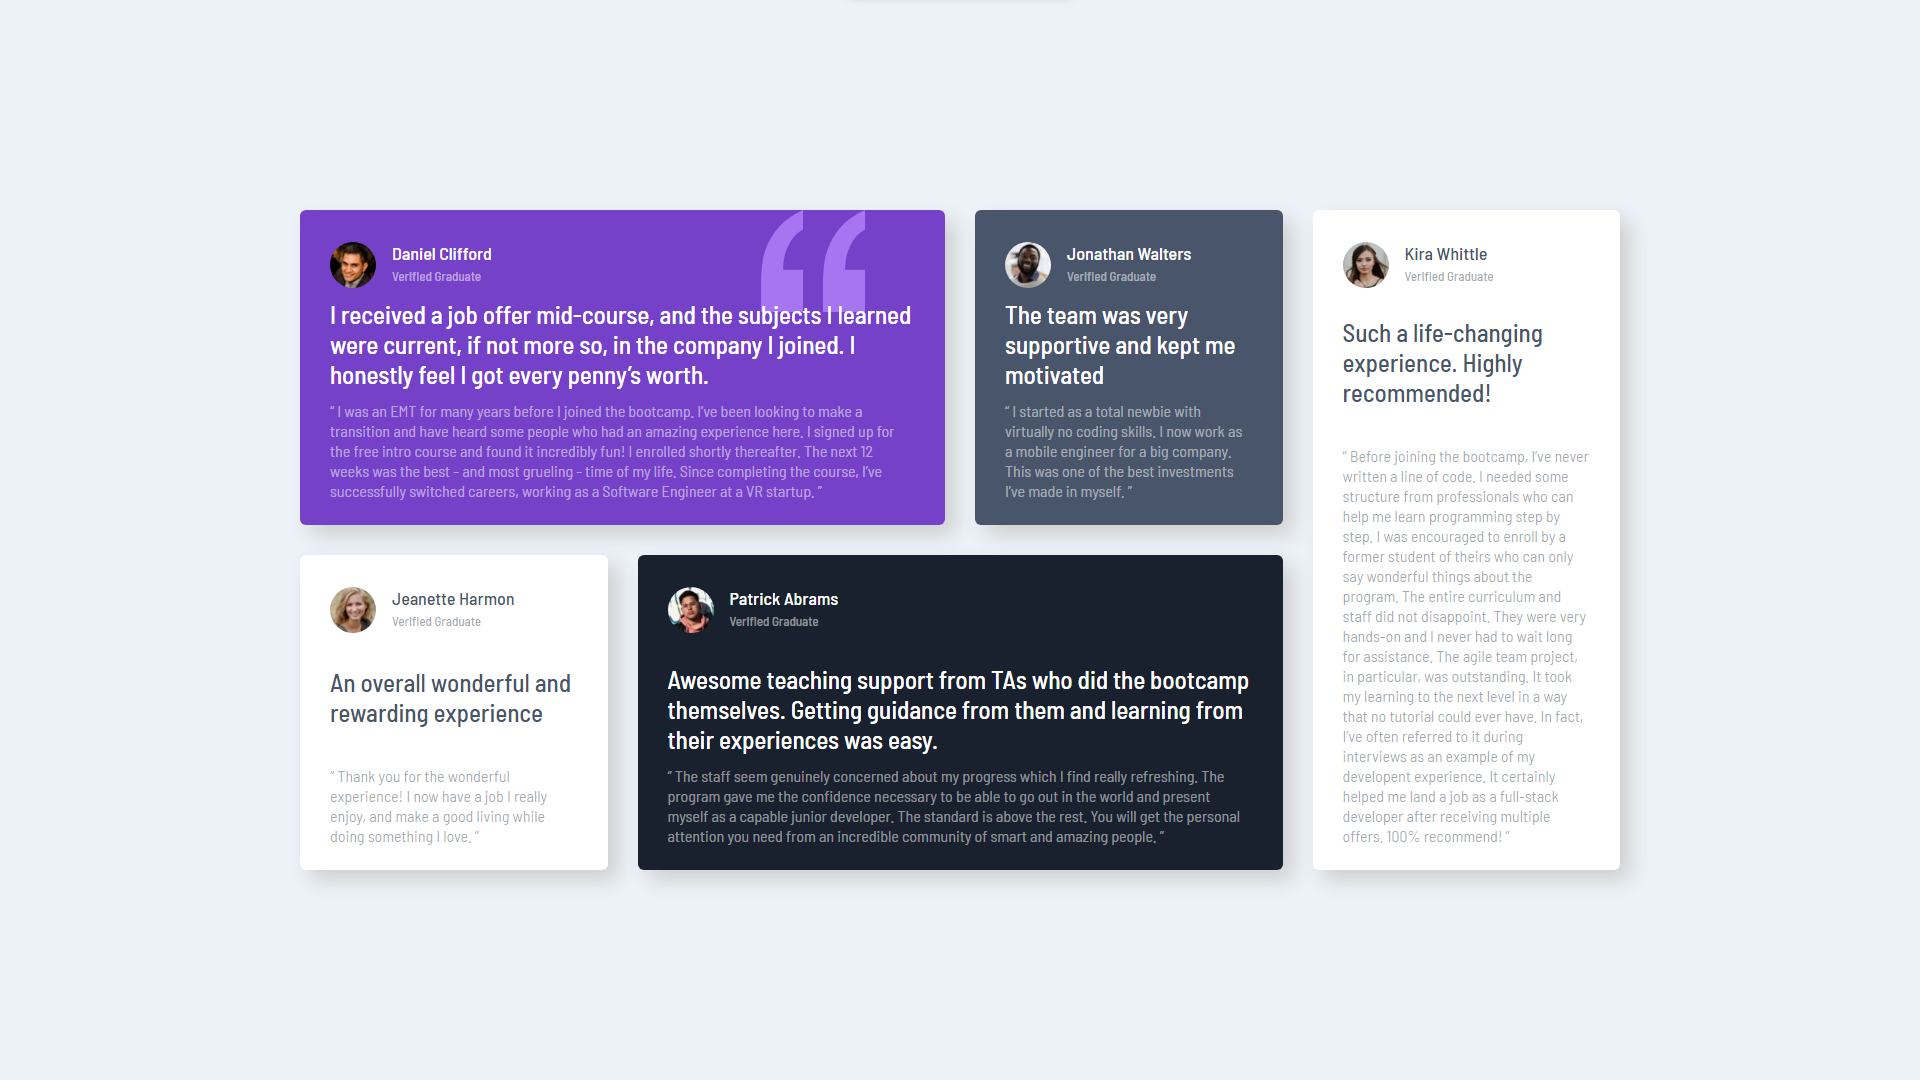 Daniel Clifford
Verified Graduate
I received a job offer mid-course, and the subjects I learned
were current, if not more so, in the company I joined. I
honestly feel I got every penny’s worth.
“ I was an EMT for many years before I joined the bootcamp. I’ve been looking to make a
transition and have heard some people who had an amazing experience here. I signed up for
the free intro course and found it incredibly fun! I enrolled shortly thereafter. The next 12
weeks was the best - and most grueling - time of my life. Since completing the course, I’ve
successfully switched careers, working as a Software Engineer at a VR startup. ”
Jonathan Walters
Verified Graduate
The team was very
supportive and kept me
motivated
“ I started as a total newbie with
virtually no coding skills. I now work as
a mobile engineer for a big company.
This was one of the best investments
I’ve made in myself. ”
Kira Whittle
Verified Graduate
Such a life-changing
experience. Highly
recommended!
“ Before joining the bootcamp, I’ve never
written a line of code. I needed some
structure from professionals who can
help me learn programming step by
step. I was encouraged to enroll by a
former student of theirs who can only
say wonderful things about the
program. The entire curriculum and
staff did not disappoint. They were very
hands-on and I never had to wait long
for assistance. The agile team project,
in particular, was outstanding. It took
my learning to the next level in a way
that no tutorial could ever have. In fact,
I’ve often referred to it during
interviews as an example of my
developent experience. It certainly
helped me land a job as a full-stack
developer after receiving multiple
offers. 100% recommend! ”
Jeanette Harmon
Verified Graduate
An overall wonderful and
rewarding experience
“ Thank you for the wonderful
experience! I now have a job I really
enjoy, and make a good living while
doing something I love. ”
Patrick Abrams
Verified Graduate
Awesome teaching support from TAs who did the bootcamp
themselves. Getting guidance from them and learning from
their experiences was easy.
“ The staff seem genuinely concerned about my progress which I find really refreshing. The
program gave me the confidence necessary to be able to go out in the world and present
myself as a capable junior developer. The standard is above the rest. You will get the personal
attention you need from an incredible community of smart and amazing people. ”